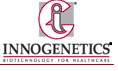 INNOGENETICS®
BIOTECHNOLOGY FOR HEALTHCARE